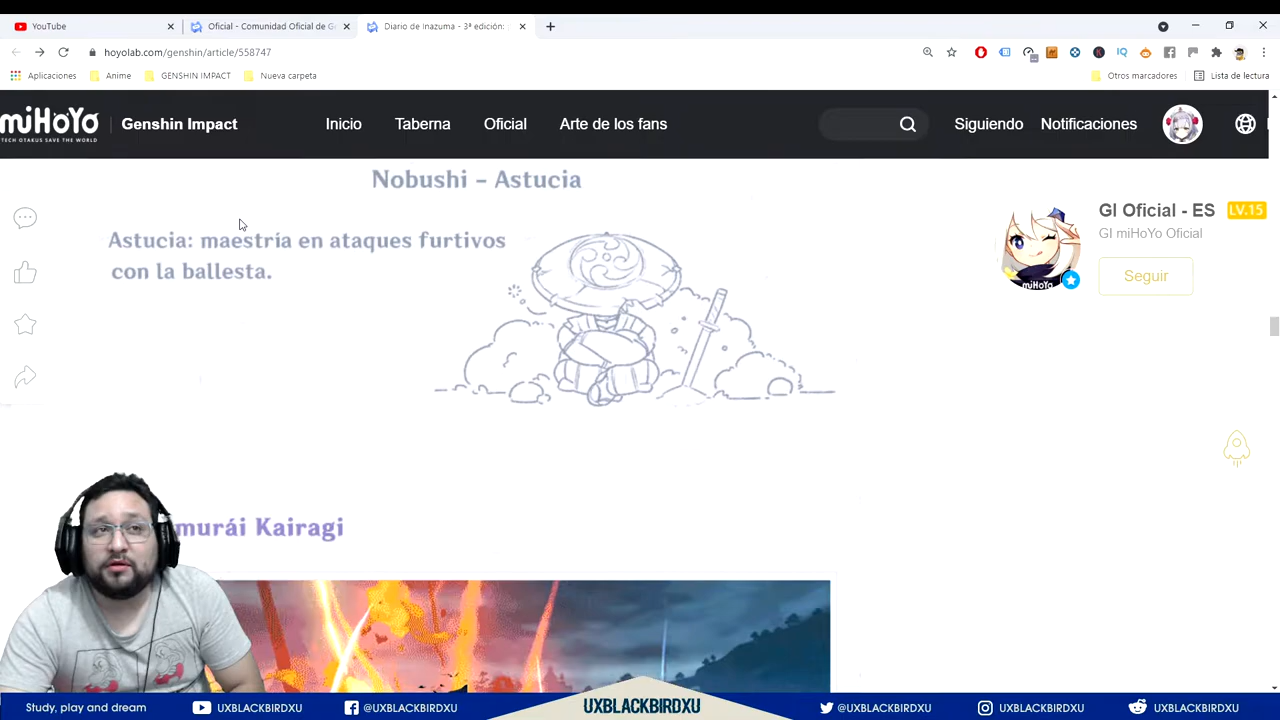 YouTube
Oficial - Comunidad Oficial de G
Diario de Inazuma - 3ª edición:
hoyolab.com/genshin/article/558747
Aplicaciones
Anime
GENSHIN IMPACT
Nueva carpeta
Otros marcadores
Lista de lectura
miHoYo
TECH OTAKUS SAVE THE WORLD
Genshin Impact
Inicio
Taberna
Oficial
Arte de los fans
Siguiendo
Notificaciones
Nobushi – Astucia
Astucia: maestría en ataques furtivos
con la ballesta.
GI Oficial - ES
LV.15
GI miHoYo Oficial
miHoYo
Seguir
murái Kairagi
Study, play and dream
UXBLACKBIRDXU
@UXBLACKBIRDXU
UXBLACKBIRDXU
@UXBLACKBIRDXU
UXBLACKBIRDXU
UXBLACKBIRDXU